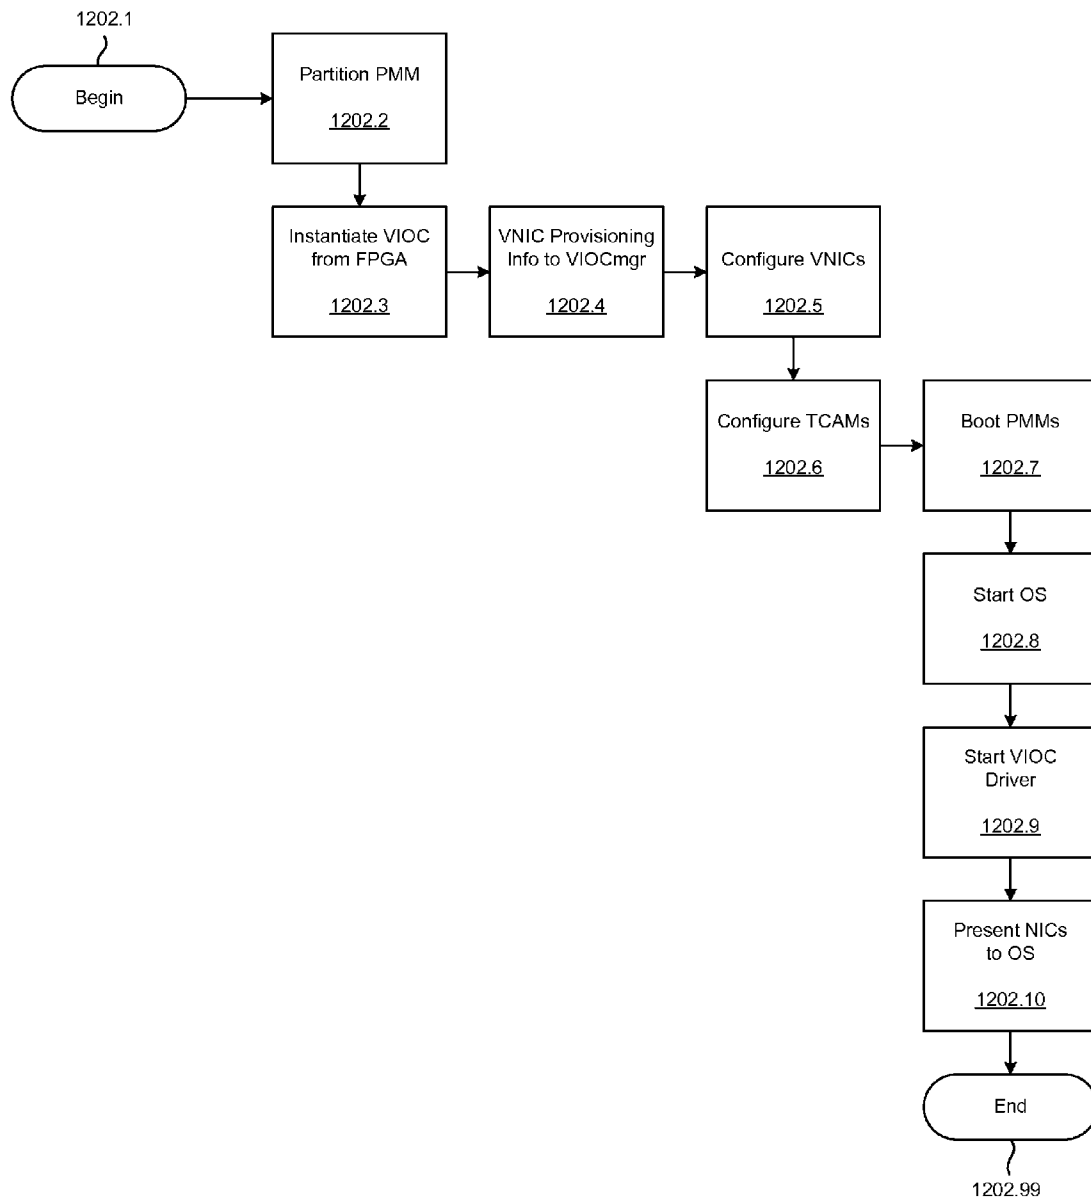 1202.1
Begin
Partition PMM
1202.2
Instantiate VIOC
from FPGA
1202.3
VNIC Provisioning
Info to VIOCmgr
1202.4
Configure VNICs
1202.5
Configure TCAMs
1202.6
Boot PMMs
1202.7
Start OS
1202.8
Start VIOC
Driver
1202.9
Present NICs
to OS
1202.10
End
1202.99